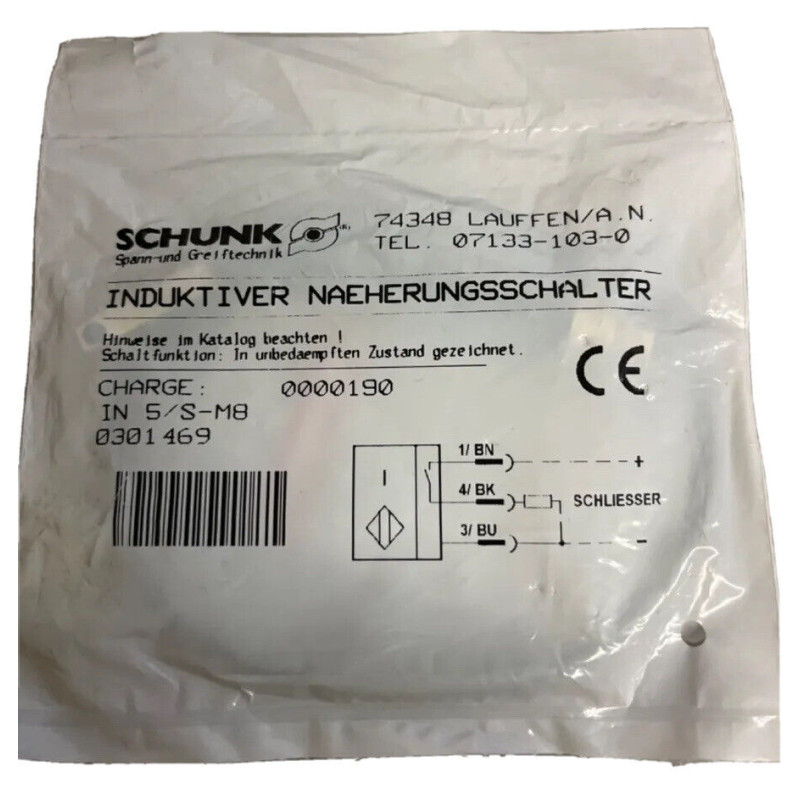 SCHUNK
Spann-und Greiftechnik
74348 LAUFFEN/A.N.
TEL. 07133-103-0
INDUKTIVER NAEHERUNGSSCHALTER
Hinweise im Katalog beachten !
Schaltfunktion: In unbedaempften Zustand gezeichnet.
CE
CHARGE: 0000190
IN 5/S-M8
0301469
1/ BN +
4/ BK SCHLIESSER
3/ BU -
I